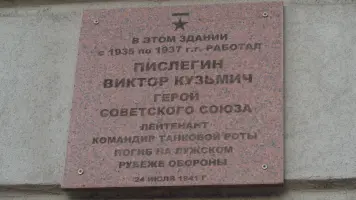 В ЭТОМ ЗДАНИИ
С 1935 ПО 1937 Г.Г. РАБОТАЛ
ПИСЛЕГИН
ВИКТОР КУЗЬМИЧ
ГЕРОЙ
СОВЕТСКОГО СОЮЗА
ЛЕЙТЕНАНТ
КОМАНДИР ТАНКОВОЙ РОТЫ
ПОГИБ НА ЛУЖСКОМ
РУБЕЖЕ ОБОРОНЫ
24 ИЮЛЯ 1941 Г